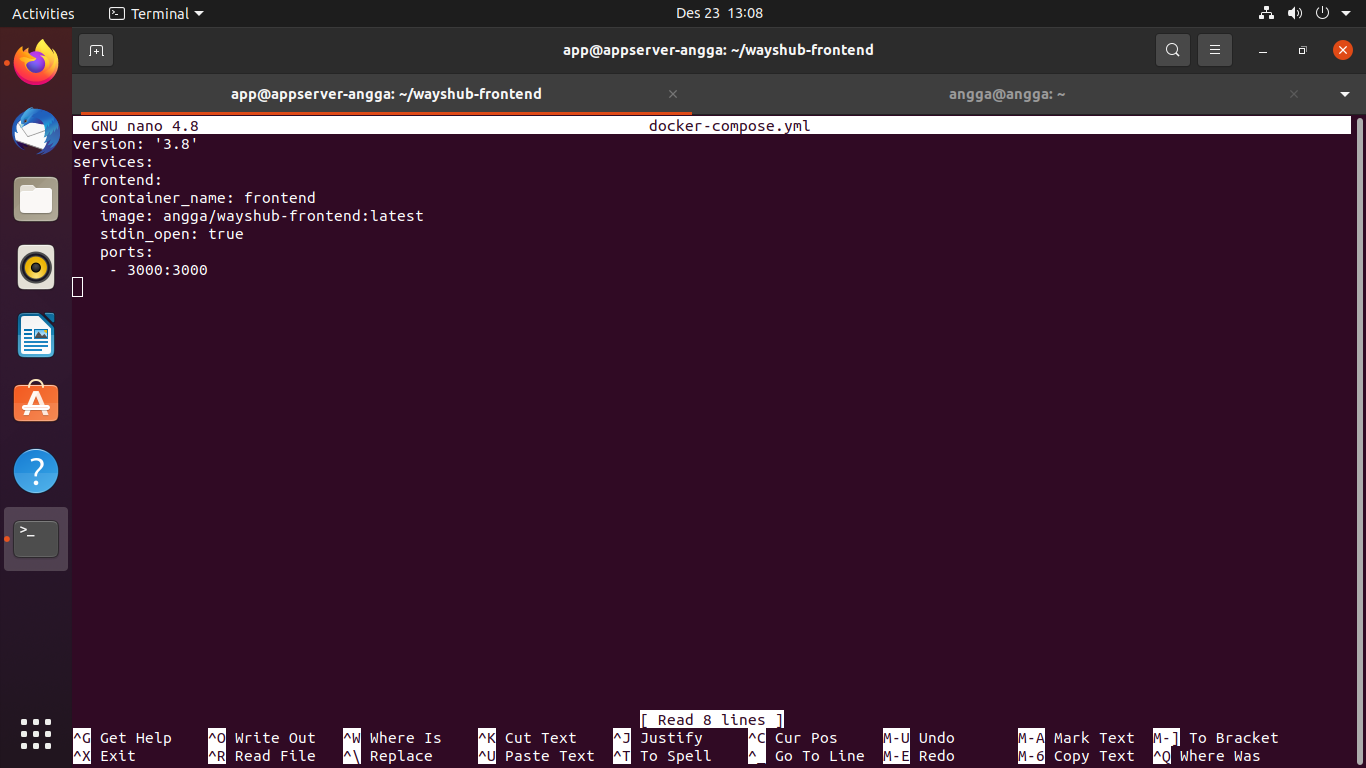 Activities Terminal Des 23 13:08
app@appserver-angga: ~/wayshub-frontend
app@appserver-angga: ~/wayshub-frontend angga@angga: ~
GNU nano 4.8 docker-compose.yml
version: '3.8'
services:
 frontend:
   container_name: frontend
   image: angga/wayshub-frontend:latest
   stdin_open: true
   ports:
    - 3000:3000
[ Read 8 lines ]
^G Get Help ^O Write Out ^W Where Is ^K Cut Text ^J Justify ^C Cur Pos M-U Undo M-A Mark Text M-] To Bracket
^X Exit ^R Read File ^\ Replace ^U Paste Text ^T To Spell ^_ Go To Line M-E Redo M-6 Copy Text ^Q Where Was